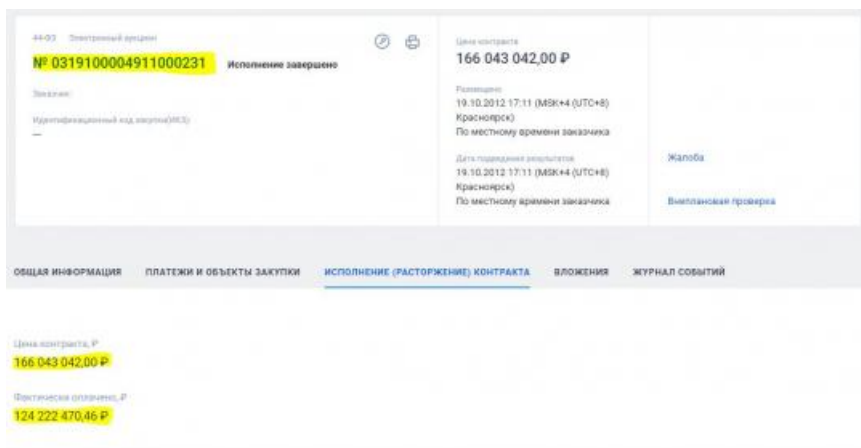 44-ФЗ Электронный аукцион
№ 0319100004911000231 Исполнение завершено
Заказчик:
Идентификационный код закупки(ИКЗ):
—
Цена контракта
166 043 042,00 ₽
Размещено
19.10.2012 17:11 (MSK+4 (UTC+8)
Красноярск)
По местному времени заказчика
Дата подведения результатов
19.10.2012 17:11 (MSK+4 (UTC+8)
Красноярск)
По местному времени заказчика
Жалоба
Внеплановая проверка
ОБЩАЯ ИНФОРМАЦИЯ ПЛАТЕЖИ И ОБЪЕКТЫ ЗАКУПКИ ИСПОЛНЕНИЕ (РАСТОРЖЕНИЕ) КОНТРАКТА ВЛОЖЕНИЯ ЖУРНАЛ СОБЫТИЙ
Цена контракта, ₽
166 043 042,00 ₽
Фактически оплачено, ₽
124 222 470,46 ₽